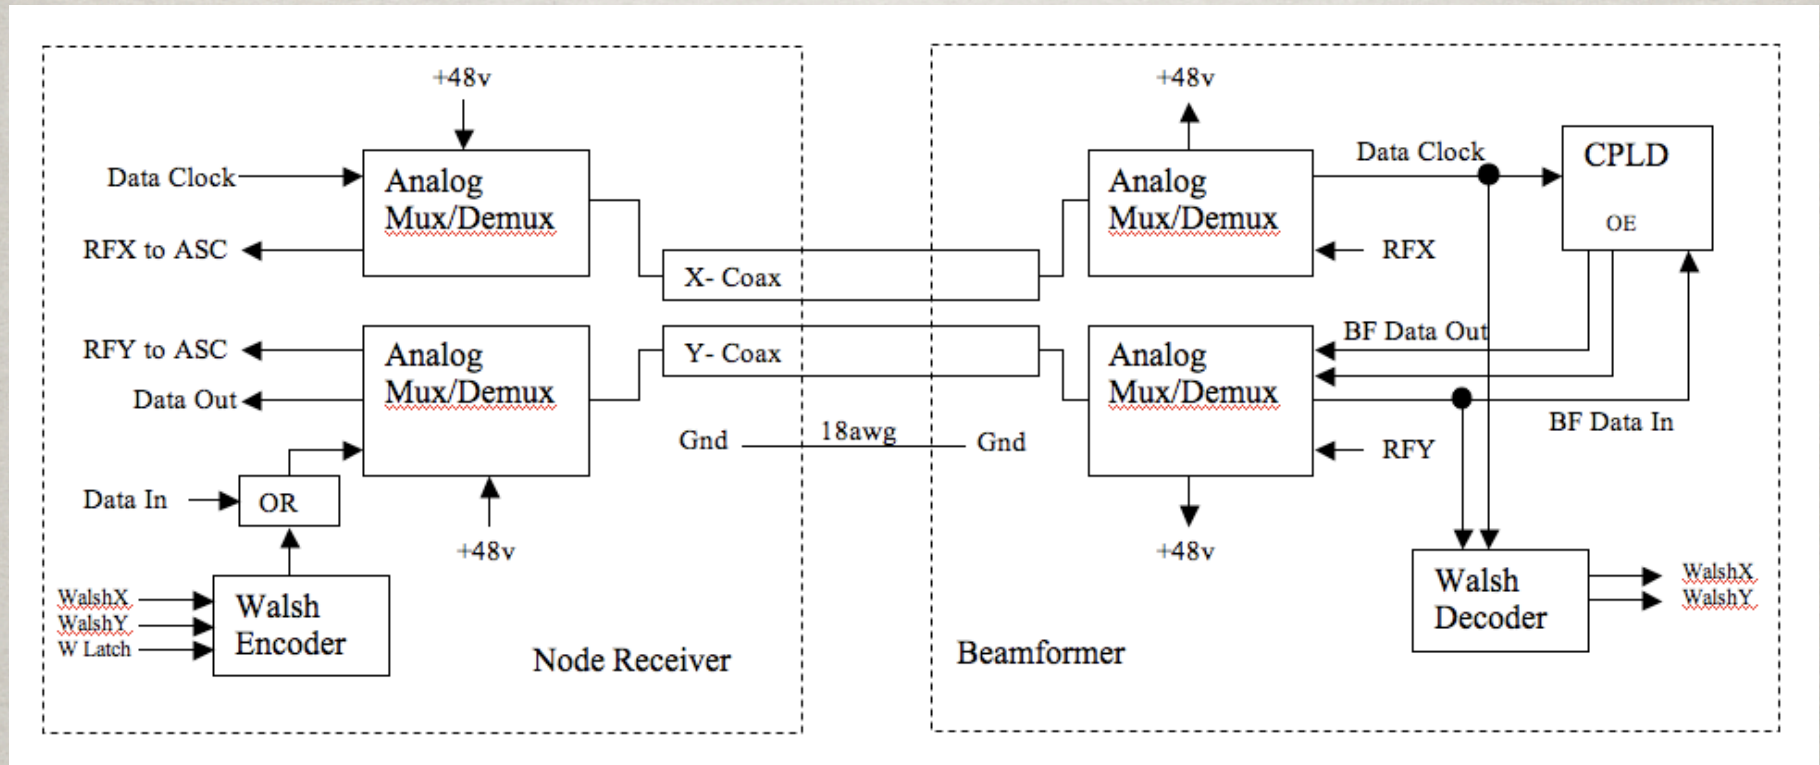 +48v
Data Clock
Analog
Mux/Demux
RFX to ASC
X- Coax
RFY to ASC
Analog
Mux/Demux
Y- Coax
Data Out
Gnd
18awg
Gnd
Data In
OR
+48v
WalshX
WalshY
W Latch
Walsh
Encoder
Node Receiver
+48v
Analog
Mux/Demux
Data Clock
CPLD
OE
RFX
BF Data Out
Analog
Mux/Demux
BF Data In
RFY
+48v
Walsh
Decoder
WalshX
WalshY
Beamformer